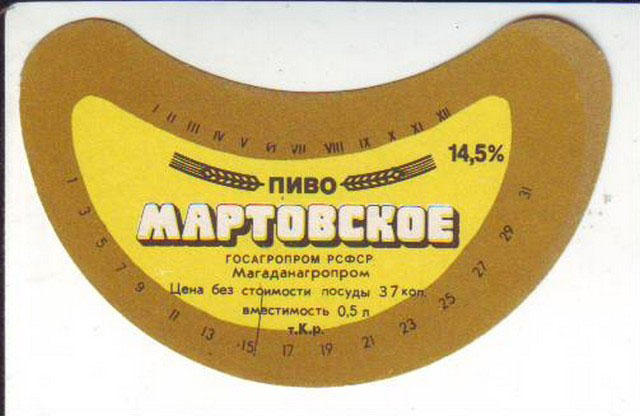 I II III IV V VI VII VIII IX X XI XII
14,5%
ПИВО
МАРТОВСКОЕ
ГОСАГРОПРОМ РСФСР
Магаданагропром
Цена без стоимости посуды 37 коп.
вместимость 0,5 л
т.К.р.
1 3 5 7 9 11 13 15 17 19 21 23 25 27 29 31